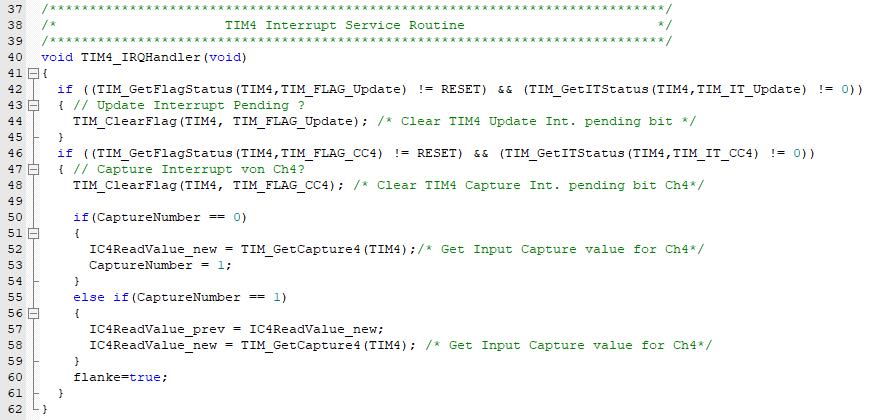 37 /*****************************************************************************/
38 /*                     TIM4 Interrupt Service Routine                        */
39 /*****************************************************************************/
40 void TIM4_IRQHandler(void)
41 {
42   if ((TIM_GetFlagStatus(TIM4,TIM_FLAG_Update) != RESET) && (TIM_GetITStatus(TIM4,TIM_IT_Update) != 0))
43   { // Update Interrupt Pending ?
44     TIM_ClearFlag(TIM4, TIM_FLAG_Update); /* Clear TIM4 Update Int. pending bit */
45   }
46   if ((TIM_GetFlagStatus(TIM4,TIM_FLAG_CC4) != RESET) && (TIM_GetITStatus(TIM4,TIM_IT_CC4) != 0))
47   { // Capture Interrupt von Ch4?
48     TIM_ClearFlag(TIM4, TIM_FLAG_CC4); /* Clear TIM4 Capture Int. pending bit Ch4*/
49
50     if(CaptureNumber == 0)
51     {
52       IC4ReadValue_new = TIM_GetCapture4(TIM4);/* Get Input Capture value for Ch4*/
53       CaptureNumber = 1;
54     }
55     else if(CaptureNumber == 1)
56     {
57       IC4ReadValue_prev = IC4ReadValue_new;
58       IC4ReadValue_new = TIM_GetCapture4(TIM4); /* Get Input Capture value for Ch4*/
59     }
60     flanke=true;
61   }
62 }